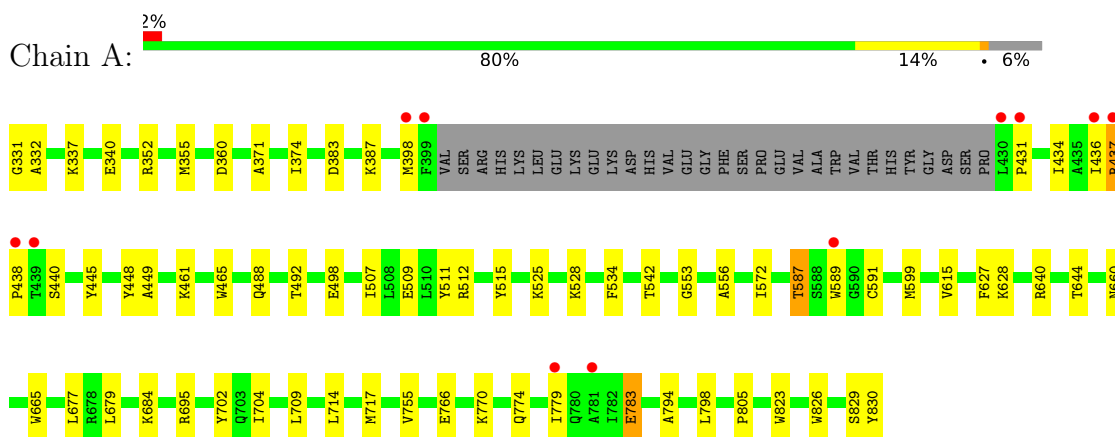 2%
Chain A:
80% 14% • 6%
G331 A332 K337 E340 R352 M355 D360 A371 I374 D383 K387 M398 F399 VAL SER ARG HIS LYS LEU GLU LYS GLU LYS ASP HIS VAL GLU GLY PHE SER PRO GLU VAL ALA TRP VAL THR HIS TYR GLY ASP SER PRO L430 P431 I434 A435 I436 R437
P438 T439 S440 Y445 Y448 A449 K461 W465 Q488 T492 E498 I507 L508 E509 L510 Y511 R512 Y515 K525 K528 F534 T542 G553 A556 I572 T587 S588 W589 G590 C591 M599 V615 F627 K628 R640 T644 N660
W665 L677 R678 L679 K684 R695 Y702 Q703 I704 L709 L714 M717 V755 E766 K770 Q774 I779 Q780 A781 I782 E783 A794 L798 P805 W823 W826 S829 Y830